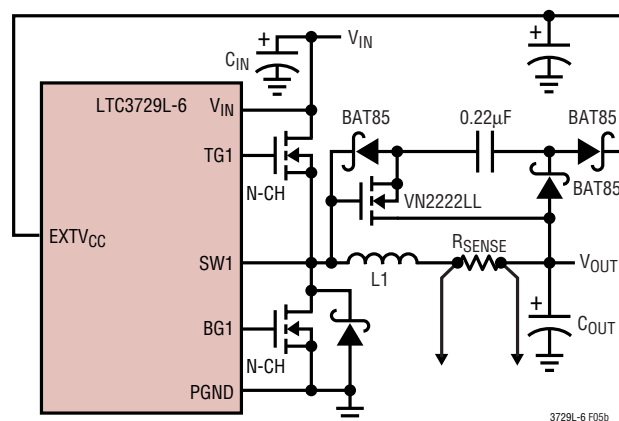 +
V_IN
C_IN
+
LTC3729L-6
V_IN
BAT85
0.22µF
BAT85
TG1
N-CH
VN2222LL
BAT85
EXTV_CC
SW1
L1
R_SENSE
V_OUT
+
C_OUT
BG1
N-CH
PGND
3729L-6 F05b